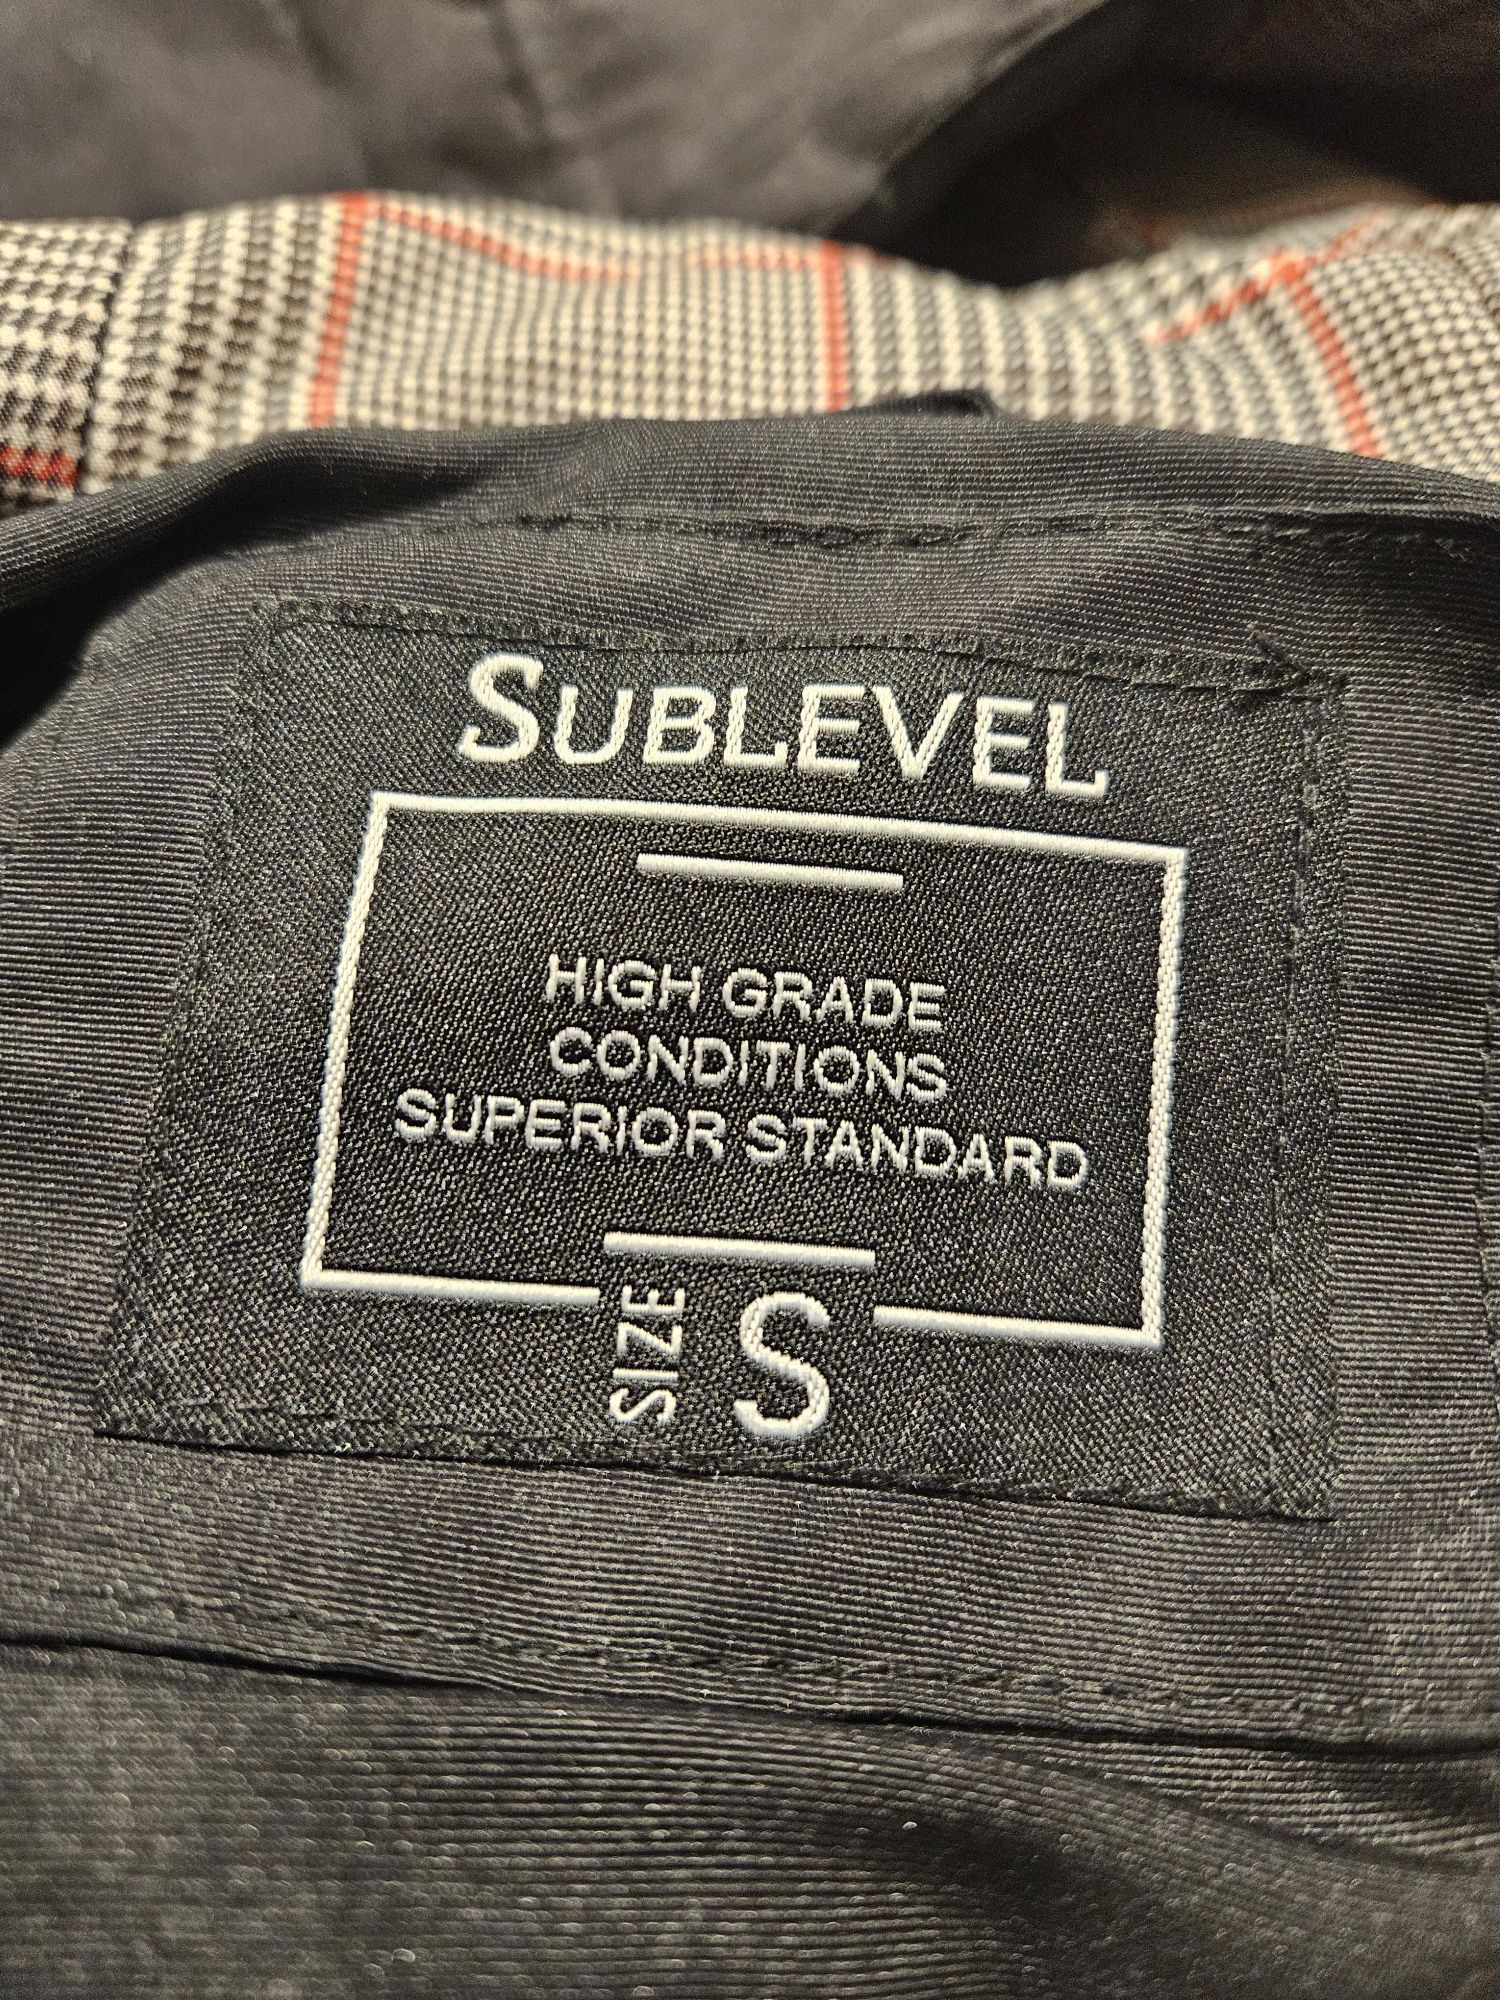 SUBLEVEL
HIGH GRADE
CONDITIONS
SUPERIOR STANDARD
SIZE S